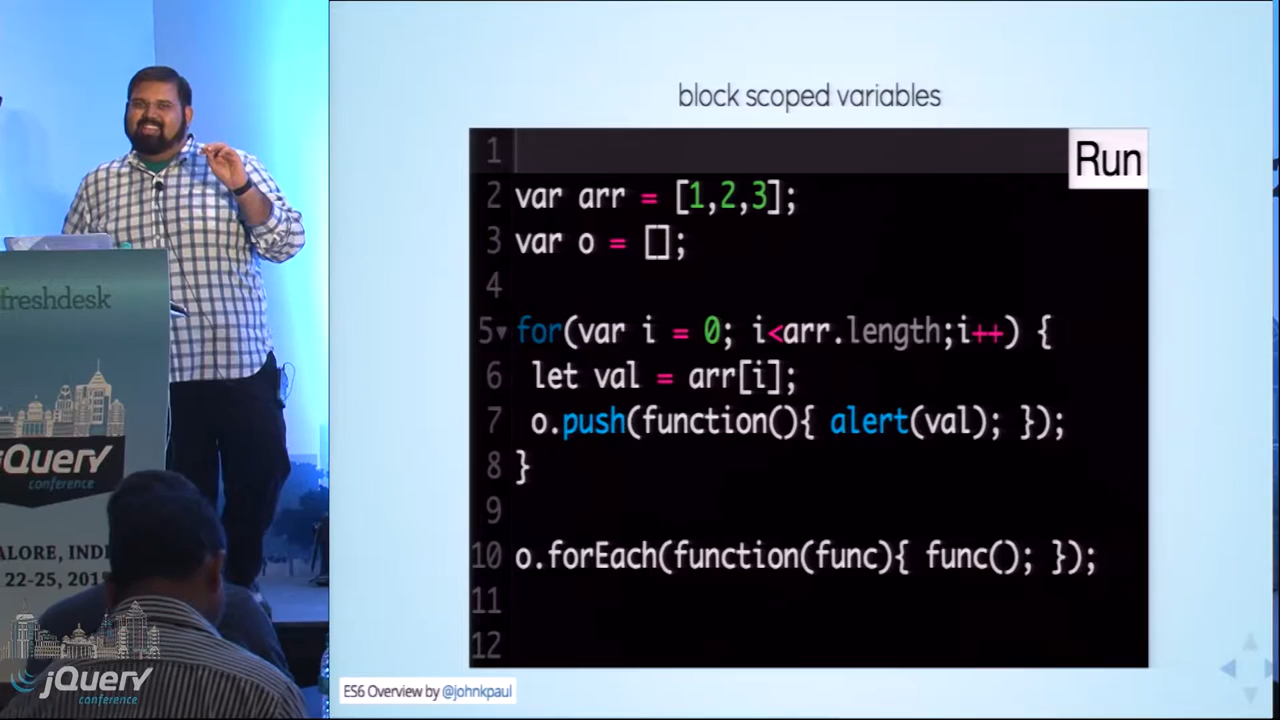 block scoped variables
Run
1
2 var arr = [1,2,3];
3 var o = [];
4
5 for(var i = 0; i<arr.length;i++) {
6 let val = arr[i];
7 o.push(function(){ alert(val); });
8 }
9
10 o.forEach(function(func){ func(); });
11
12
ES6 Overview by @johnkpaul
freshdesk
jQuery
conference
ALORE, INDI
22-25, 201
jQuery
conference